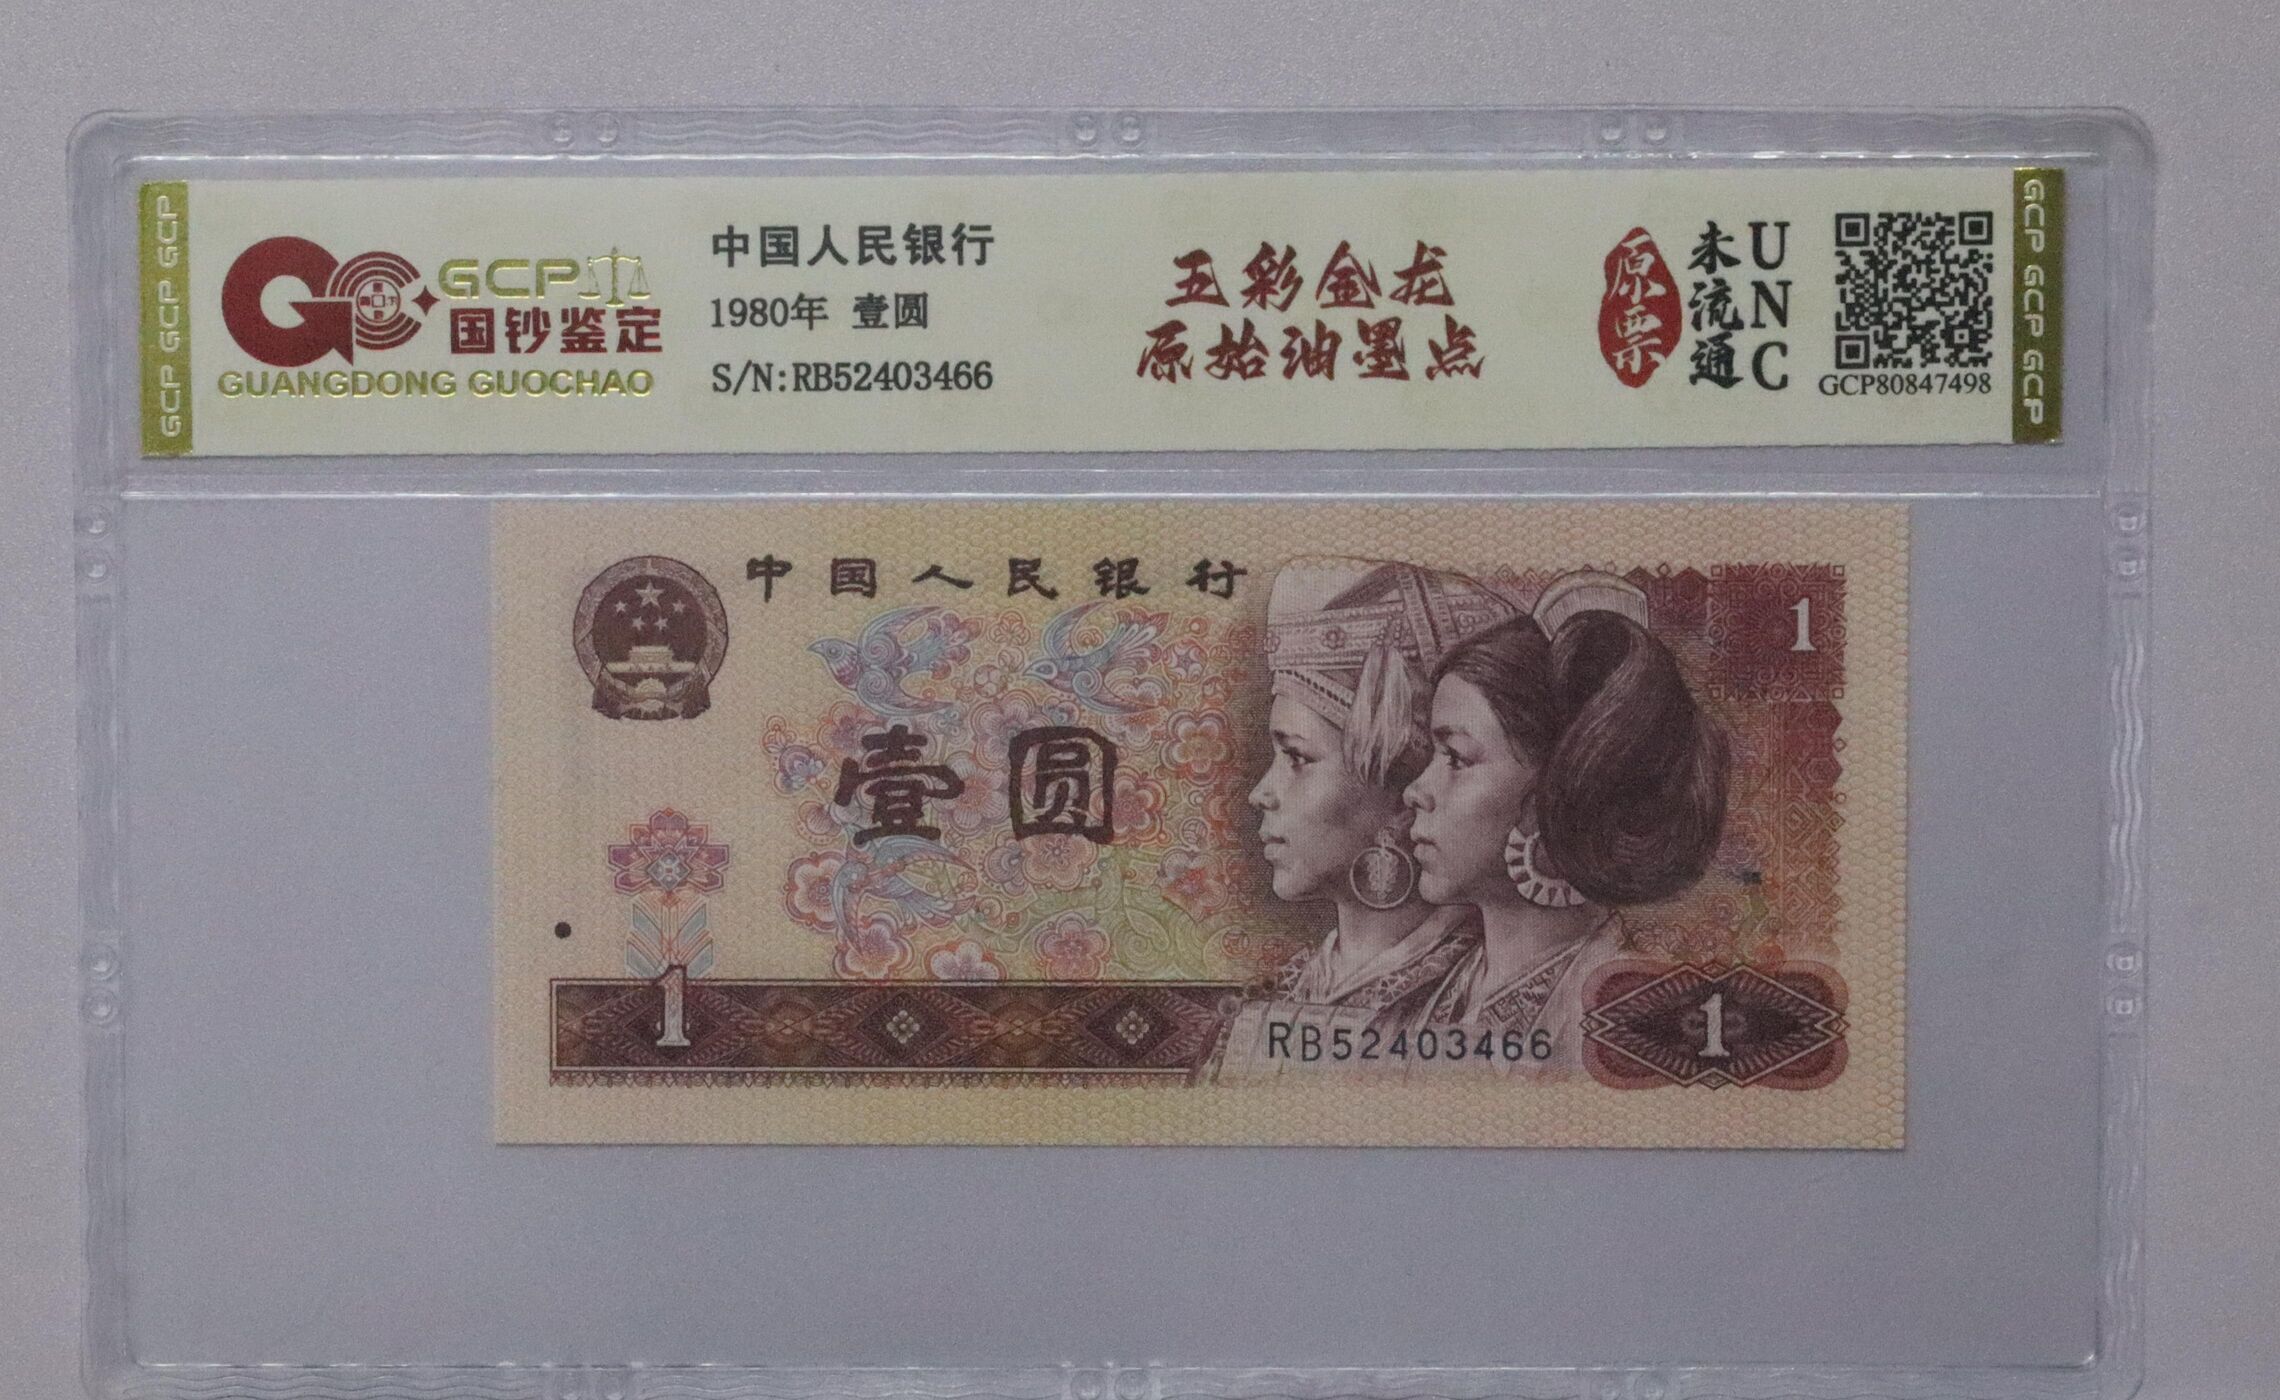 GCP GCP GCP
GCP
国钞鉴定
GUANGDONG GUOCHAO
中国人民银行
1980年 壹圆
S/N:RB52403466
五彩金龙
原始油墨点
原票
未流通
UNC
GCP80847498
GCP GCP GCP
中国人民银行
1
壹圆
1
RB52403466
1